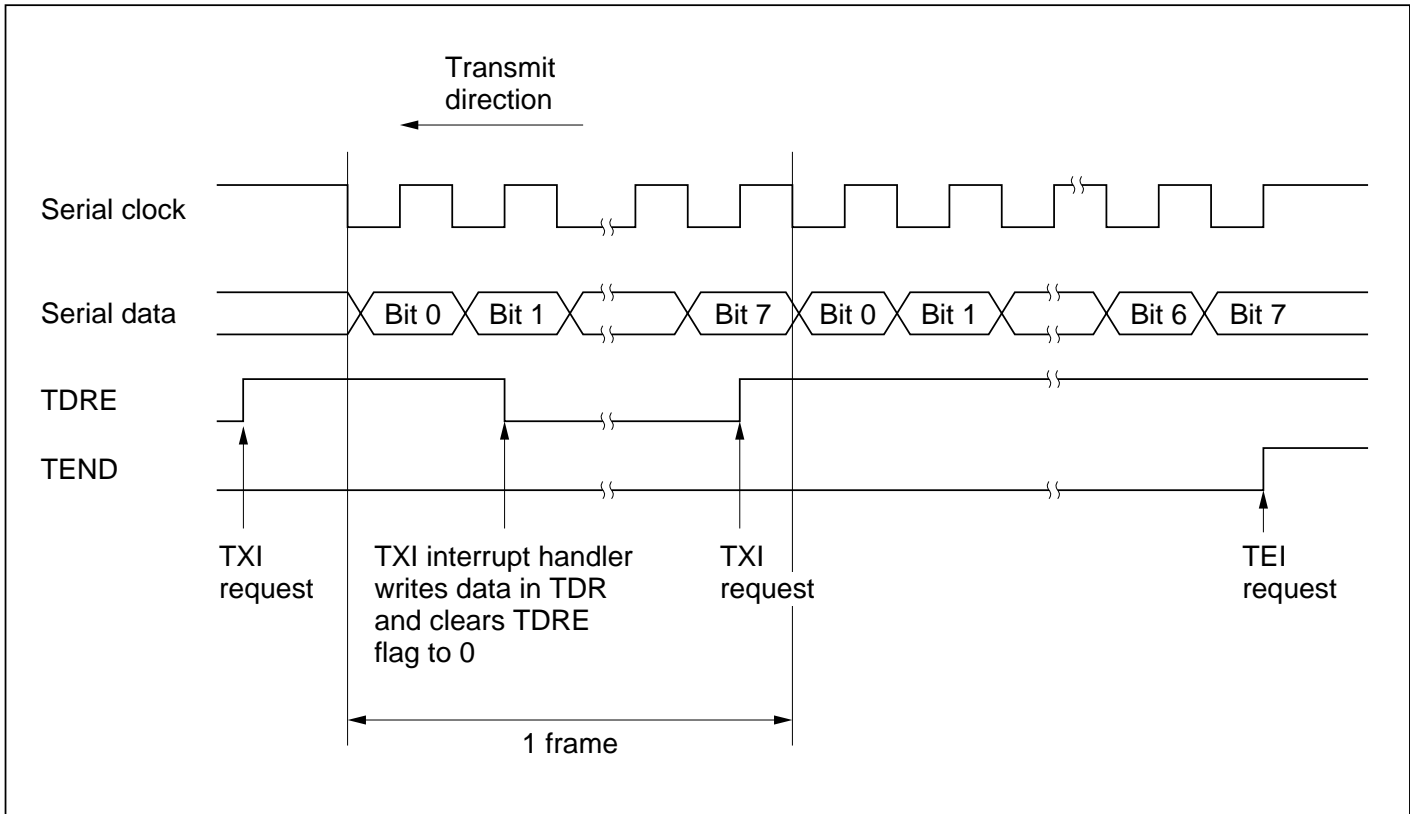 Transmit
direction
Serial clock
Serial data
Bit 0 Bit 1 Bit 7 Bit 0 Bit 1 Bit 6 Bit 7
TDRE
TEND
TXI
request
TXI interrupt handler
writes data in TDR
and clears TDRE
flag to 0
TXI
request
TEI
request
1 frame